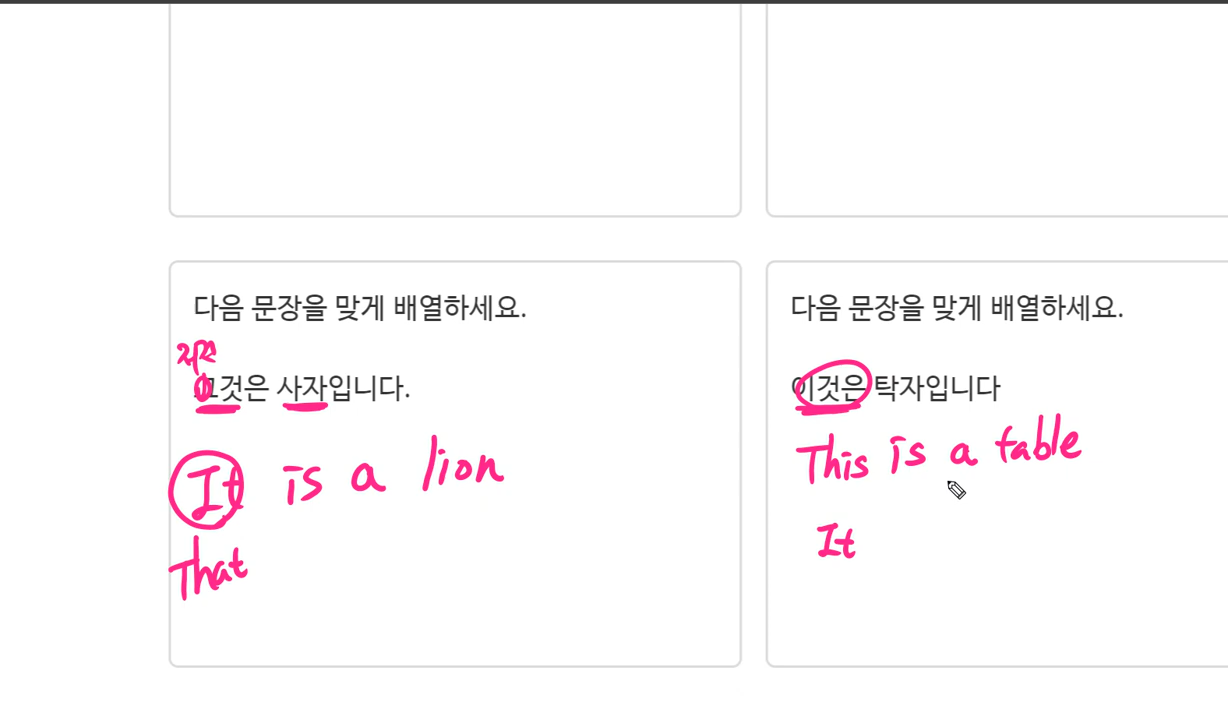 다음 문장을 맞게 배열하세요.
그것은 사자입니다.
It is a lion
That
다음 문장을 맞게 배열하세요.
이것은 탁자입니다
This is a table
It